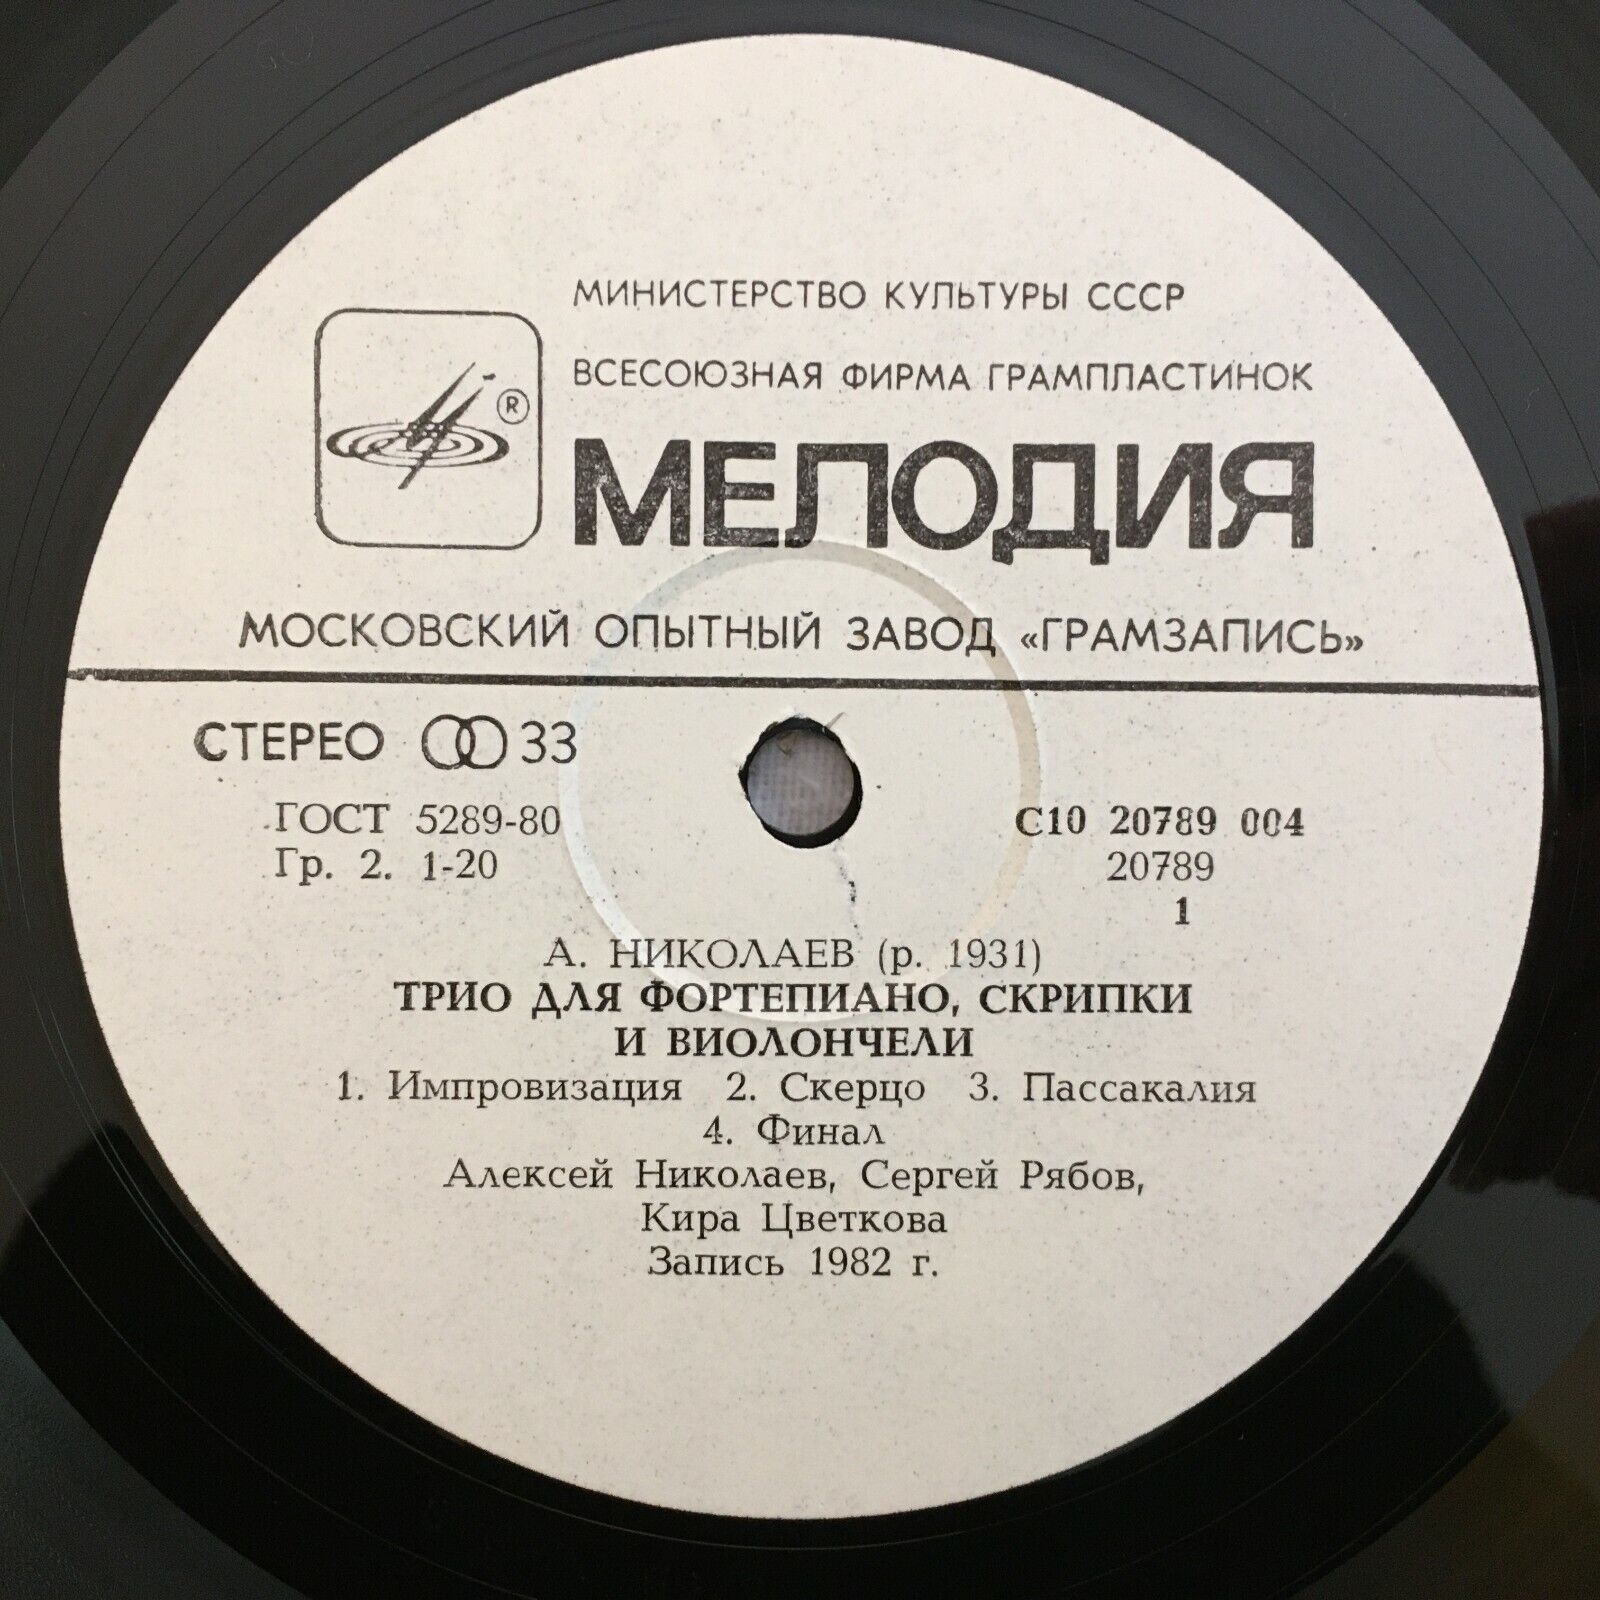 МИНИСТЕРСТВО КУЛЬТУРЫ СССР
ВСЕСОЮЗНАЯ ФИРМА ГРАМПЛАСТИНОК
®
МЕЛОДИЯ
МОСКОВСКИЙ ОПЫТНЫЙ ЗАВОД «ГРАМЗАПИСЬ»
СТЕРЕО 33
ГОСТ 5289-80
Гр. 2. 1-20
С10 20789 004
20789
1
А. НИКОЛАЕВ (р. 1931)
ТРИО ДЛЯ ФОРТЕПИАНО, СКРИПКИ
И ВИОЛОНЧЕЛИ
1. Импровизация 2. Скерцо 3. Пассакалия
4. Финал
Алексей Николаев, Сергей Рябов,
Кира Цветкова
Запись 1982 г.